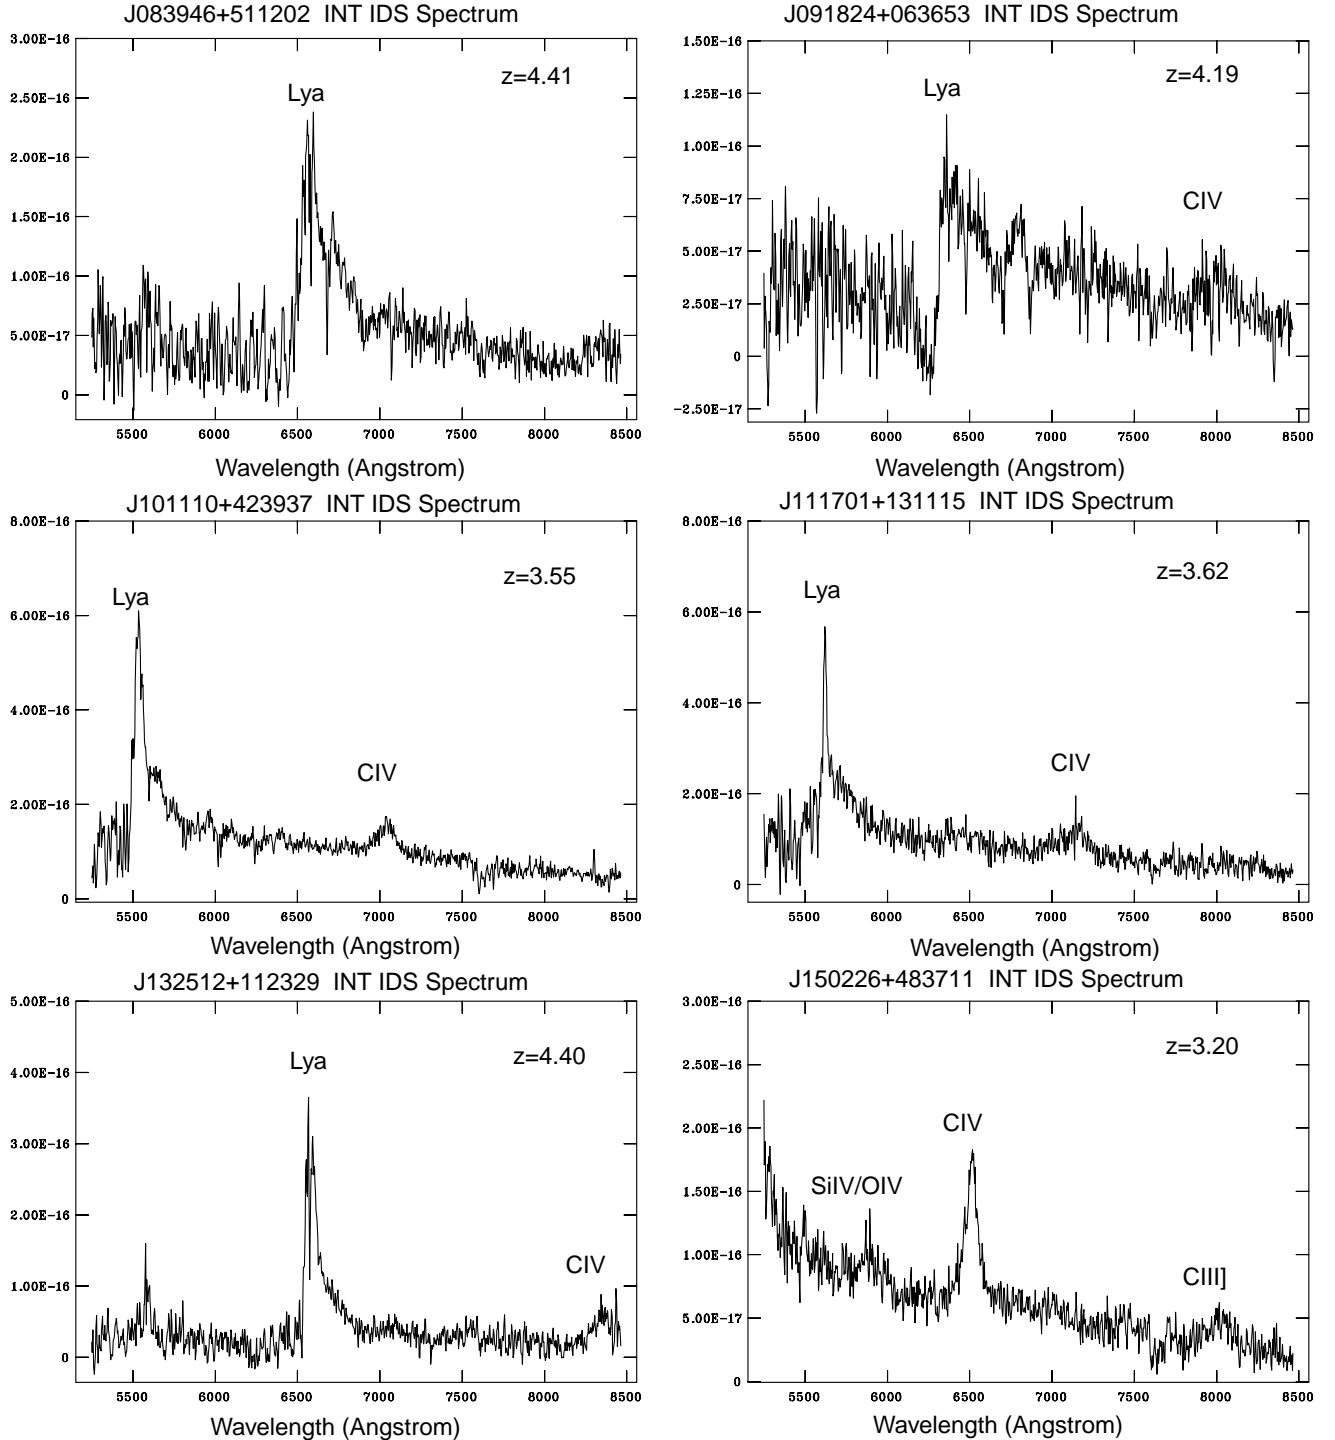 J083946+511202 INT IDS Spectrum
3.00E-16
2.50E-16
2.00E-16
1.50E-16
1.00E-16
5.00E-17
0
z=4.41
Lya
5500 6000 6500 7000 7500 8000 8500
Wavelength (Angstrom)
J091824+063653 INT IDS Spectrum
1.50E-16
1.25E-16
1.00E-16
7.50E-17
5.00E-17
2.50E-17
0
-2.50E-17
z=4.19
Lya
CIV
5500 6000 6500 7000 7500 8000 8500
Wavelength (Angstrom)
J101110+423937 INT IDS Spectrum
8.00E-16
6.00E-16
4.00E-16
2.00E-16
0
z=3.55
Lya
CIV
5500 6000 6500 7000 7500 8000 8500
Wavelength (Angstrom)
J111701+131115 INT IDS Spectrum
8.00E-16
6.00E-16
4.00E-16
2.00E-16
0
z=3.62
Lya
CIV
5500 6000 6500 7000 7500 8000 8500
Wavelength (Angstrom)
J132512+112329 INT IDS Spectrum
5.00E-16
4.00E-16
3.00E-16
2.00E-16
1.00E-16
0
z=4.40
Lya
CIV
5500 6000 6500 7000 7500 8000 8500
Wavelength (Angstrom)
J150226+483711 INT IDS Spectrum
3.00E-16
2.50E-16
2.00E-16
1.50E-16
1.00E-16
5.00E-17
0
z=3.20
CIV
SiIV/OIV
CIII]
5500 6000 6500 7000 7500 8000 8500
Wavelength (Angstrom)